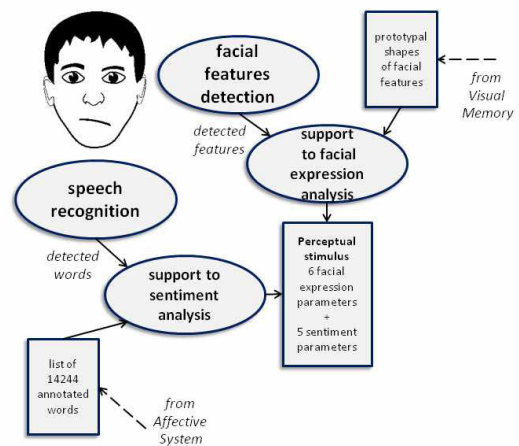 facial
features
detection
prototypal
shapes
of facial
features
from
Visual
Memory
detected
features
support
to facial
expression
analysis
speech
recognition
detected
words
support to
sentiment
analysis
Perceptual
stimulus
6 facial
expression
parameters
+
5 sentiment
parameters
list of
14244
annotated
words
from
Affective
System